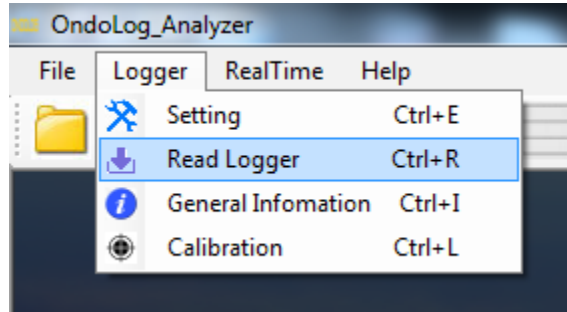 OndoLog_Analyzer
File Logger RealTime Help
Setting Ctrl+E
Read Logger Ctrl+R
General Infomation Ctrl+I
Calibration Ctrl+L